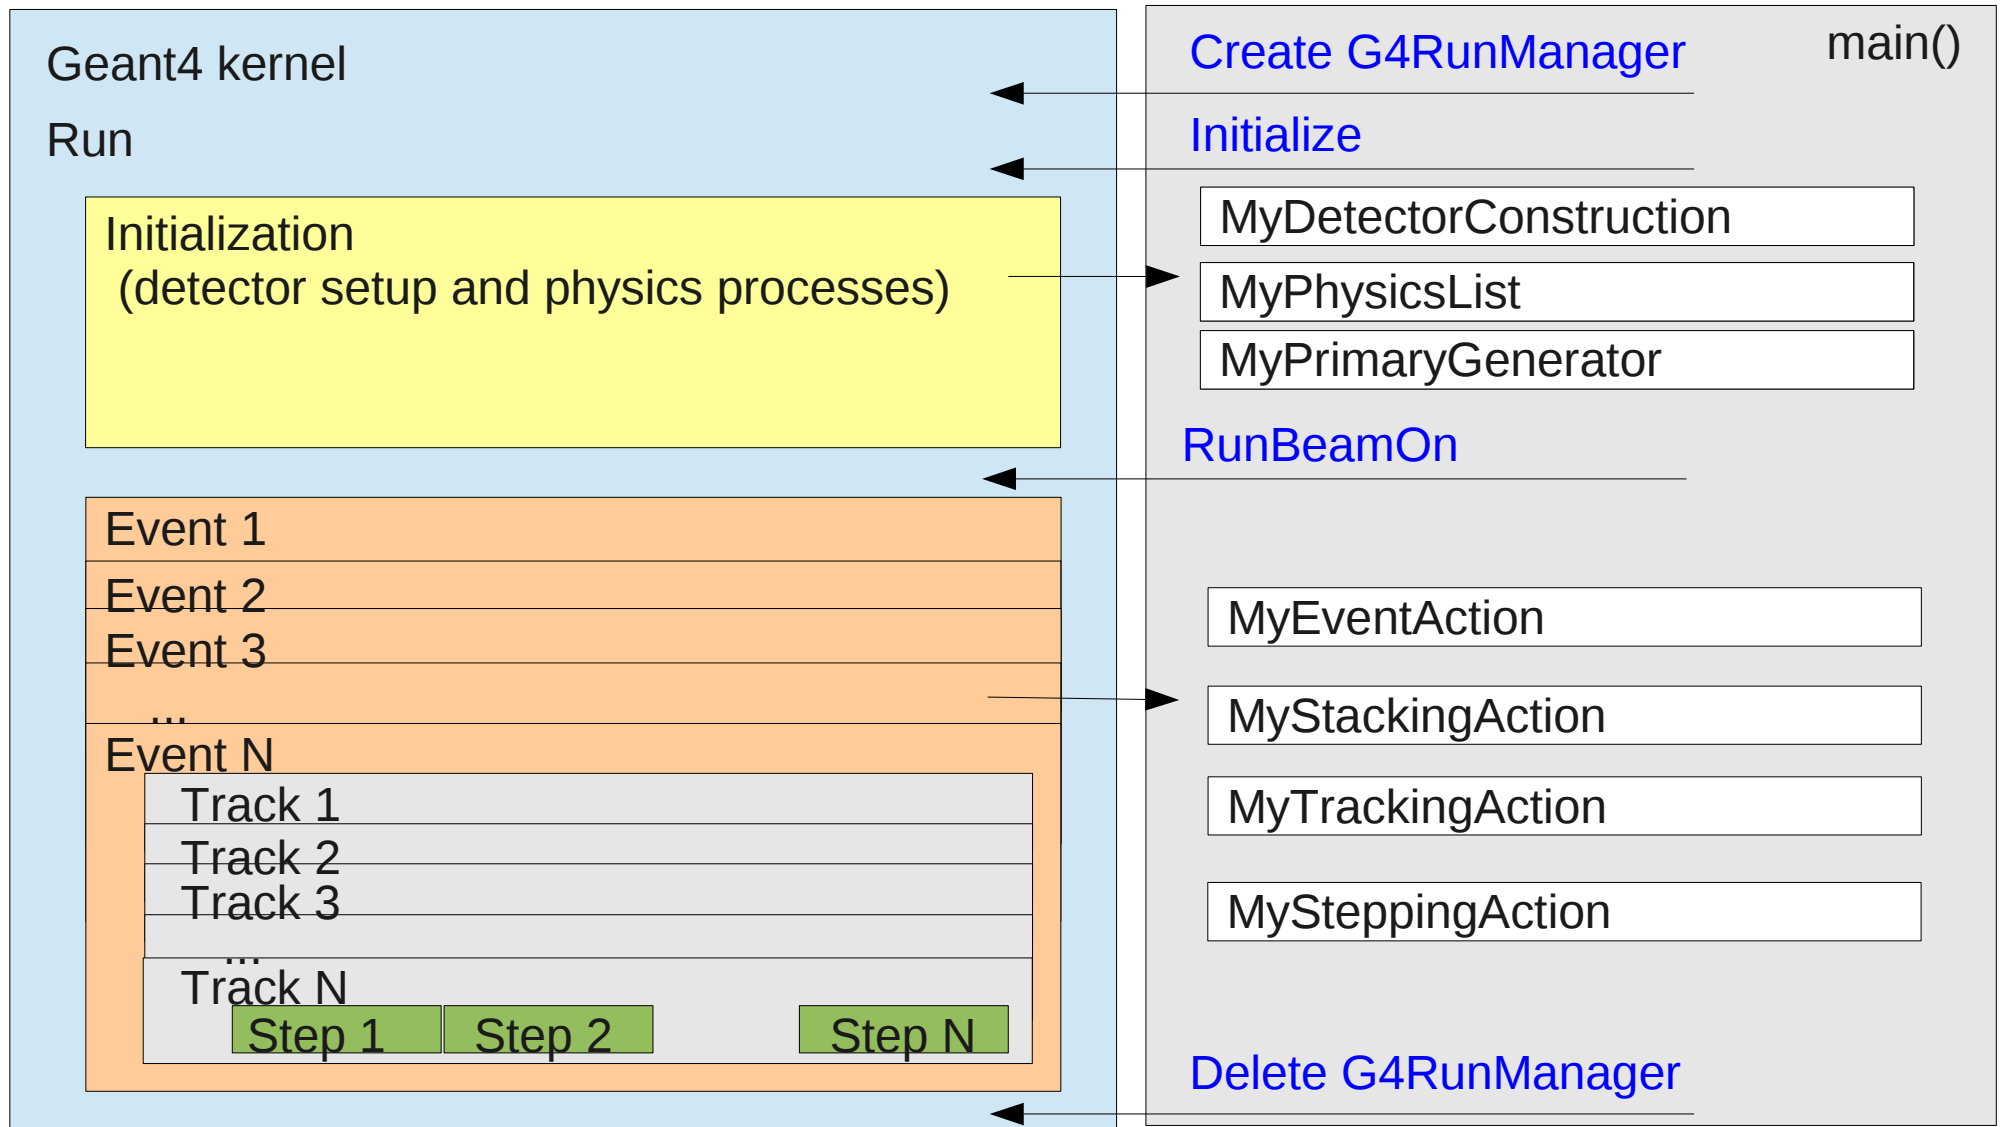 Geant4 kernel
Run
Initialization
(detector setup and physics processes)
Event 1
Event 2
Event 3
...
Event N
Track 1
Track 2
Track 3
...
Track N
Step 1
Step 2
Step N
main()
Create G4RunManager
Initialize
MyDetectorConstruction
MyPhysicsList
MyPrimaryGenerator
RunBeamOn
MyEventAction
MyStackingAction
MyTrackingAction
MySteppingAction
Delete G4RunManager